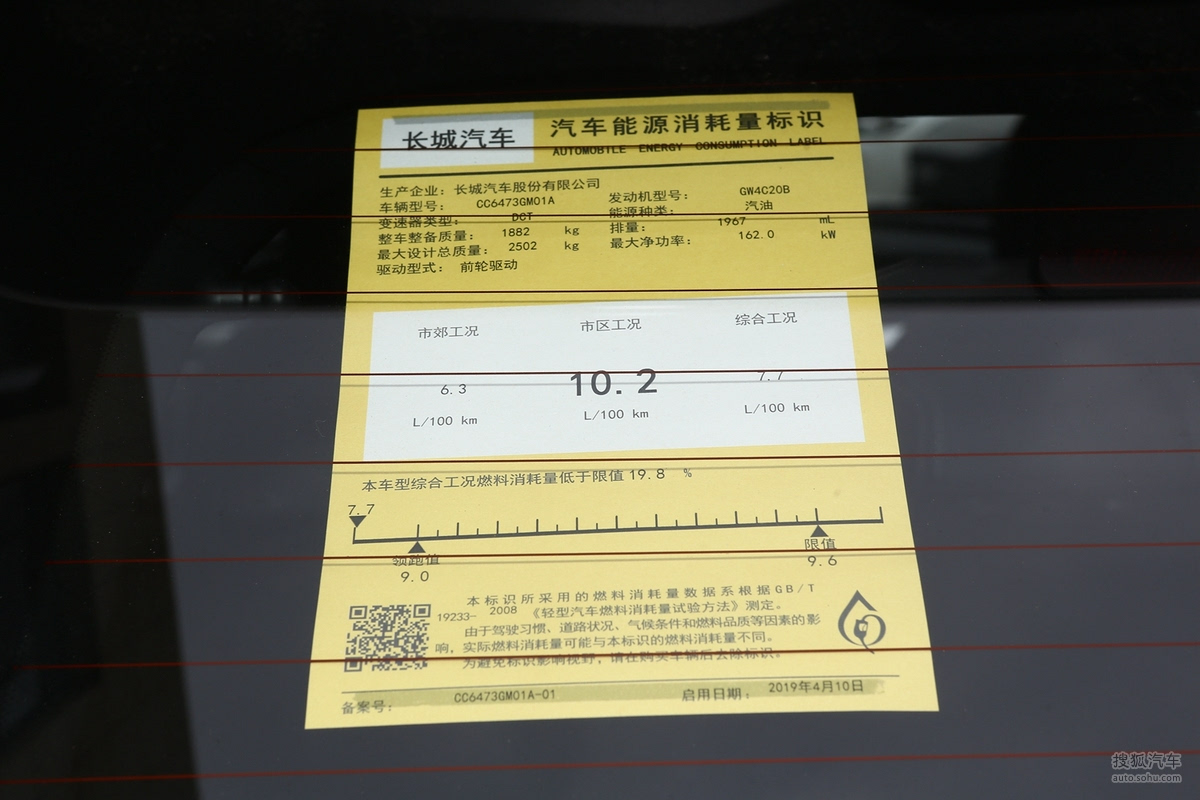 长城汽车
汽车能源消耗量标识
AUTOMOBILE ENERGY CONSUMPTION LABEL
生产企业：长城汽车股份有限公司
车辆型号： CC6473GM01A 发动机型号： GW4C20B
变速器类型： DCT 能源种类： 汽油
整车整备质量： 1882 kg 排量： 1967 mL
最大设计总质量： 2502 kg 最大净功率： 162.0 kW
驱动型式： 前轮驱动
市郊工况 市区工况 综合工况
6.3 10.2 7.7
L/100 km L/100 km L/100 km
本车型综合工况燃料消耗量低于限值 19.8 %
7.7
领跑值 限值
9.0 9.6
本标识所采用的燃料消耗量数据系根据GB/T
19233-2008 《轻型汽车燃料消耗量试验方法》测定。
由于驾驶习惯、道路状况、气候条件和燃料品质等因素的影
响，实际燃料消耗量可能与本标识的燃料消耗量不同。
为避免标识影响视野，请在购买车辆后去除标识。
备案号： CC6473GM01A-01 启用日期： 2019年4月10日
搜狐汽车
auto.sohu.com